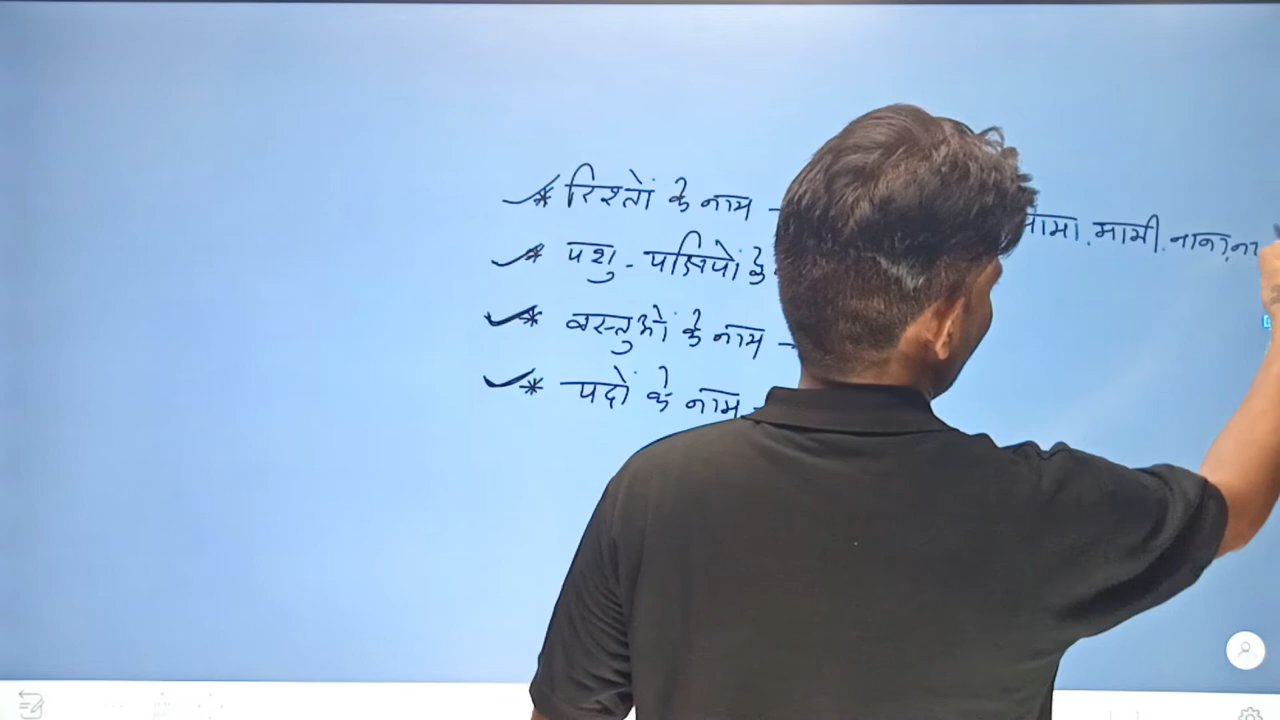 * रिश्तों के नाम - मामा, मामी, नाना, ना
* पशु - पक्षियों के
* वस्तुओं के नाम -
* पदों के नाम -